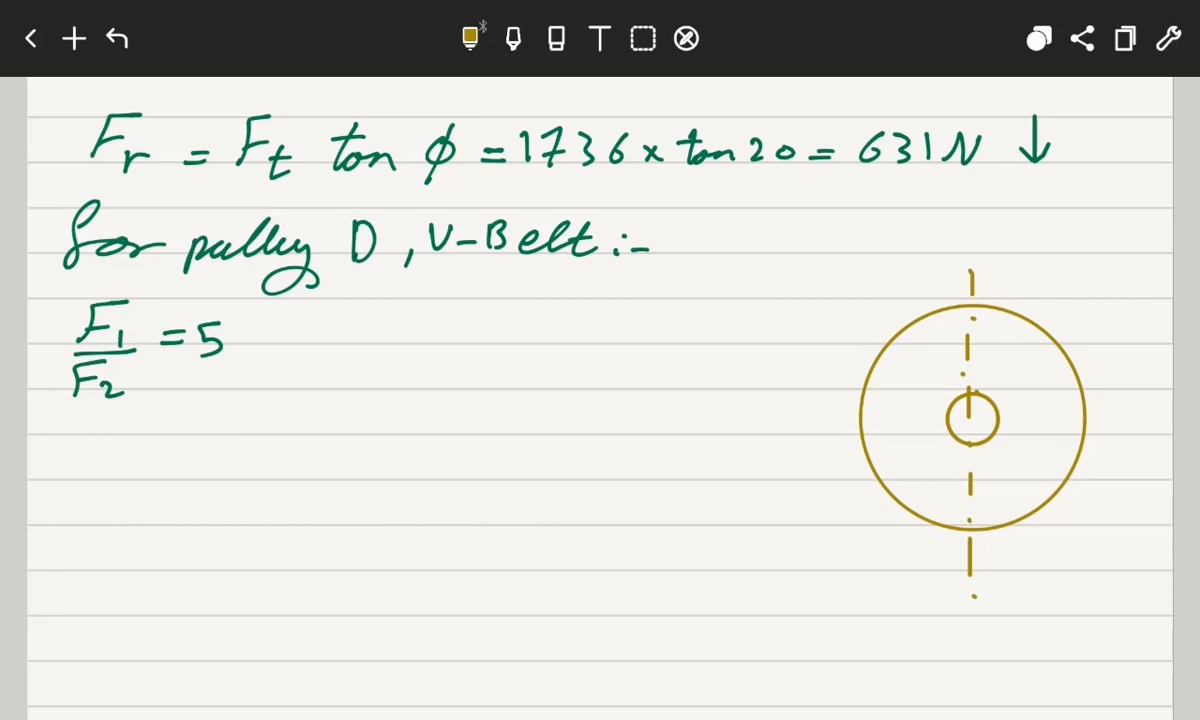 Fr = Ft tan ϕ = 1736 x tan 20 = 631 N ↓
for pulley D, V-Belt :-
F1/F2 = 5